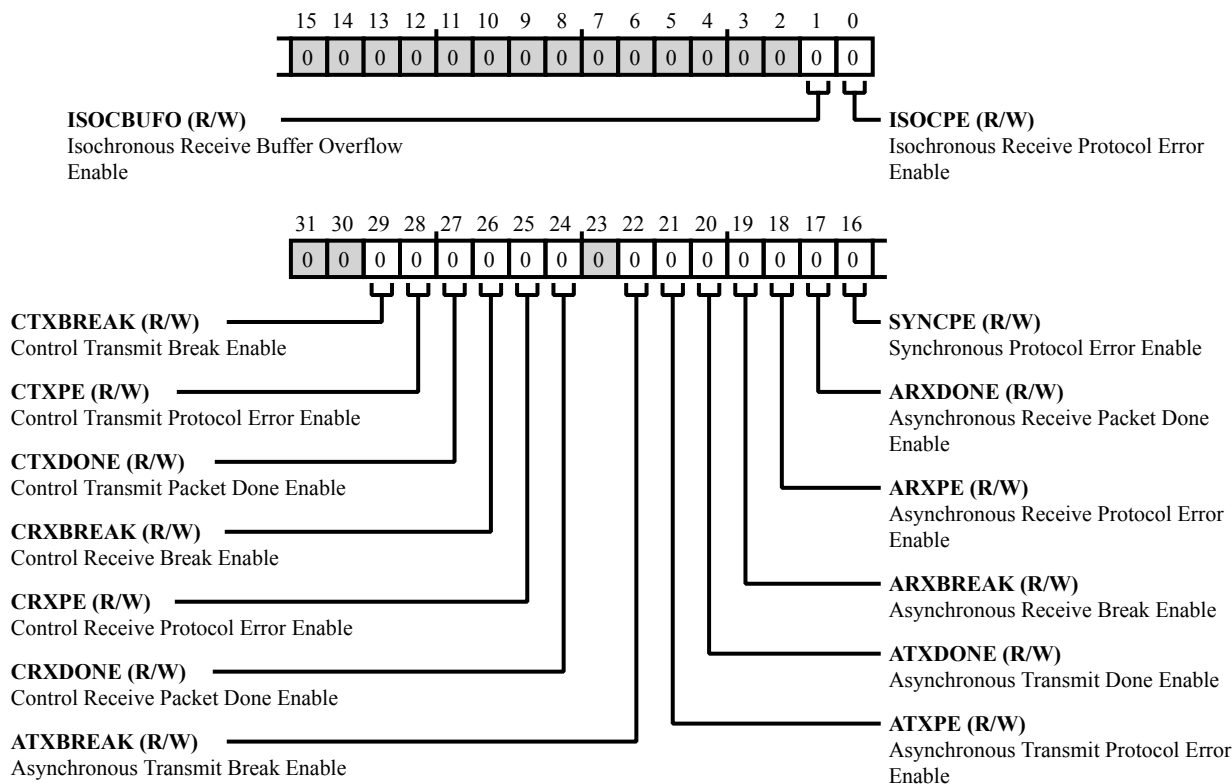 15 14 13 12 11 10 9 8 7 6 5 4 3 2 1 0
0 0 0 0 0 0 0 0 0 0 0 0 0 0 0 0
ISOCBUFO (R/W)
Isochronous Receive Buffer Overflow
Enable
ISOCPE (R/W)
Isochronous Receive Protocol Error
Enable
31 30 29 28 27 26 25 24 23 22 21 20 19 18 17 16
0 0 0 0 0 0 0 0 0 0 0 0 0 0 0 0
CTXBREAK (R/W)
Control Transmit Break Enable
CTXPE (R/W)
Control Transmit Protocol Error Enable
CTXDONE (R/W)
Control Transmit Packet Done Enable
CRXBREAK (R/W)
Control Receive Break Enable
CRXPE (R/W)
Control Receive Protocol Error Enable
CRXDONE (R/W)
Control Receive Packet Done Enable
ATXBREAK (R/W)
Asynchronous Transmit Break Enable
SYNCPE (R/W)
Synchronous Protocol Error Enable
ARXDONE (R/W)
Asynchronous Receive Packet Done
Enable
ARXPE (R/W)
Asynchronous Receive Protocol Error
Enable
ARXBREAK (R/W)
Asynchronous Receive Break Enable
ATXDONE (R/W)
Asynchronous Transmit Done Enable
ATXPE (R/W)
Asynchronous Transmit Protocol Error
Enable